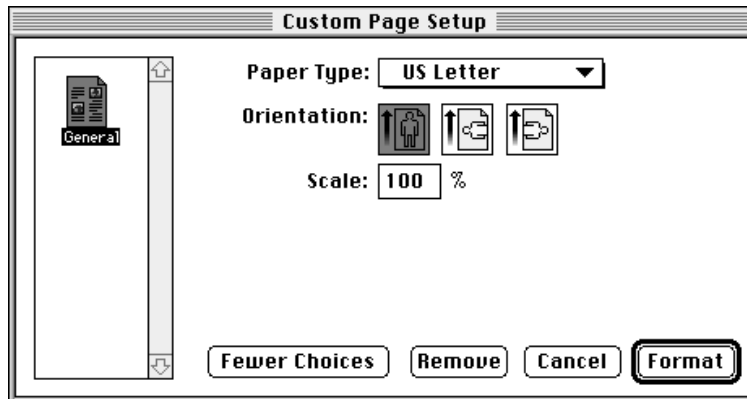 Custom Page Setup
General
Paper Type: US Letter
Orientation:
Scale: 100 %
Fewer Choices Remove Cancel Format